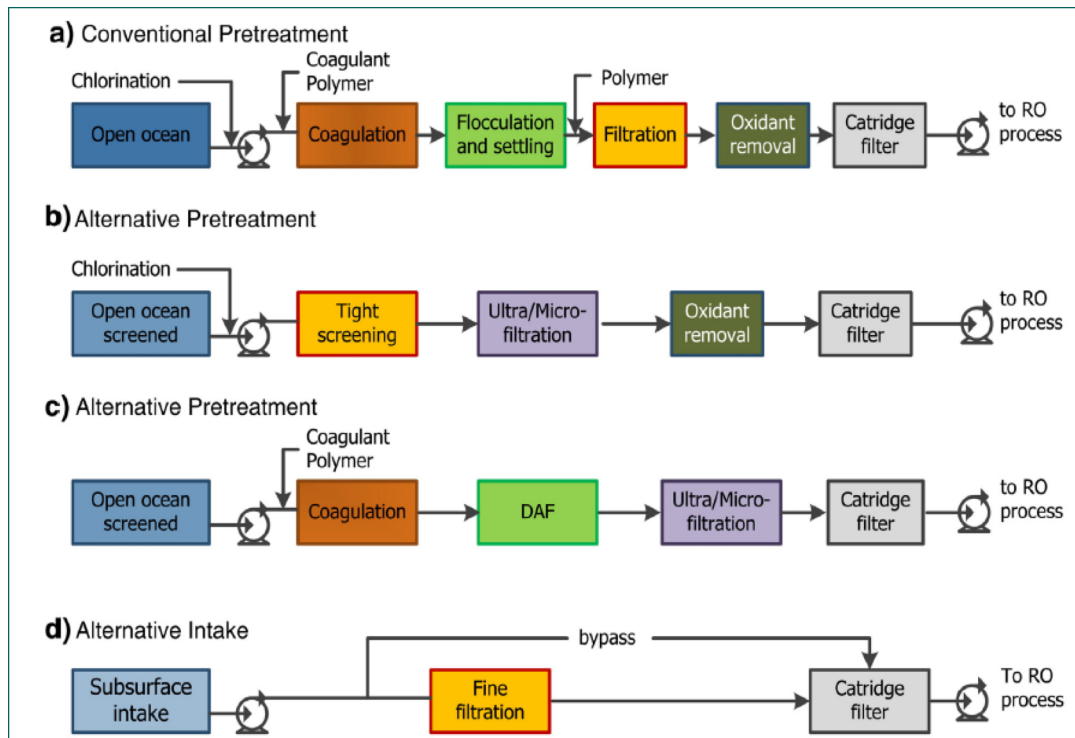 a) Conventional Pretreatment
Chlorination
Coagulant
Polymer
Polymer
Open ocean
Coagulation
Flocculation
and settling
Filtration
Oxidant
removal
Catridge
filter
to RO
process
b) Alternative Pretreatment
Chlorination
Open ocean
screened
Tight
screening
Ultra/Micro-
filtration
Oxidant
removal
Catridge
filter
to RO
process
c) Alternative Pretreatment
Coagulant
Polymer
Open ocean
screened
Coagulation
DAF
Ultra/Micro-
filtration
Catridge
filter
to RO
process
d) Alternative Intake
bypass
Subsurface
intake
Fine
filtration
Catridge
filter
To RO
process